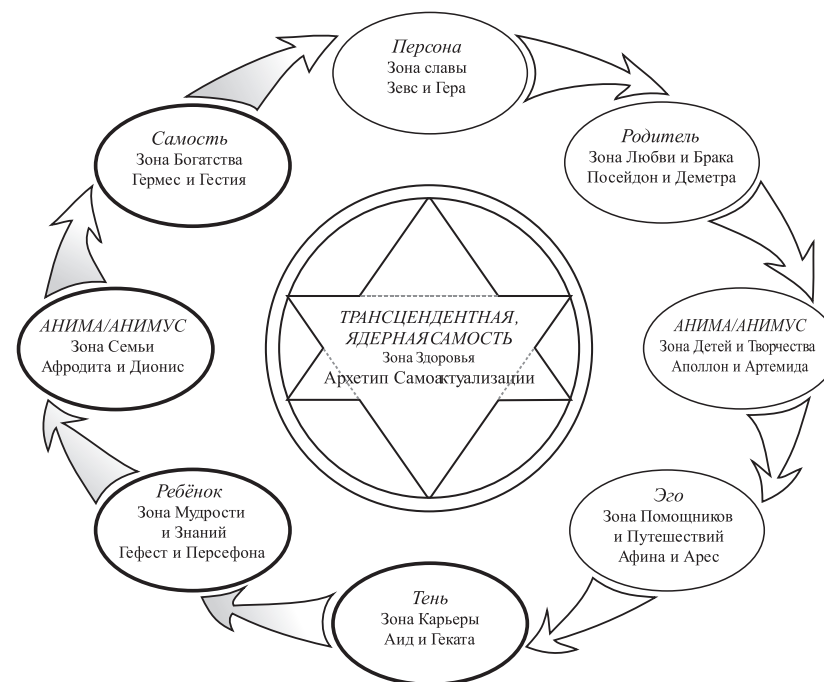 Персона
Зона славы
Зевс и Гера
Родитель
Зона Любви и Брака
Посейдон и Деметра
АНИМА/АНИМУС
Зона Детей и Творчества
Аполлон и Артемида
Эго
Зона Помощников
и Путешествий
Афина и Арес
Тень
Зона Карьеры
Аид и Геката
Ребёнок
Зона Мудрости
и Знаний
Гефест и Персефона
АНИМА/АНИМУС
Зона Семьи
Афродита и Дионис
Самость
Зона Богатства
Гермес и Гестия
ТРАНСЦЕНДЕНТНАЯ,
ЯДЕРНАЯ САМОСТЬ
Зона Здоровья
Архетип Самоактуализации